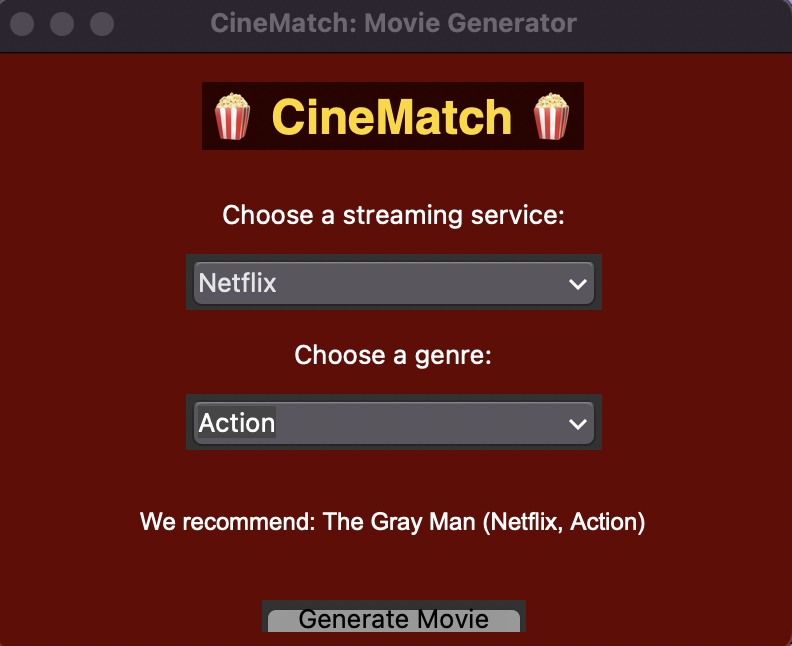 CineMatch: Movie Generator
🍿 CineMatch 🍿
Choose a streaming service:
Netflix
Choose a genre:
Action
We recommend: The Gray Man (Netflix, Action)
Generate Movie